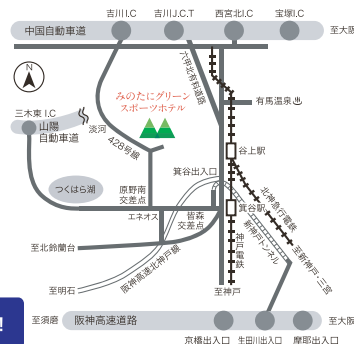 吉川I.C 吉川J.C.T 西宮北I.C 宝塚I.C
中国自動車道 至大阪
N
六甲北有料道路
みのたにグリーン
スポーツホテル
有馬温泉
三木東 I.C
山陽
自動車道
淡河
428号線
谷上駅
箕谷出入口
つくはら湖
原野南
交差点
箕谷駅
北神急行電鉄
エネオス
皆森
交差点
新神戸トンネル
至北鈴蘭台
神戸電鉄
至新神戸・三宮
阪神高速北神戸線
至明石
至神戸
!
至須磨 阪神高速道路 至大阪
京橋出入口 生田川出入口 摩耶出入口